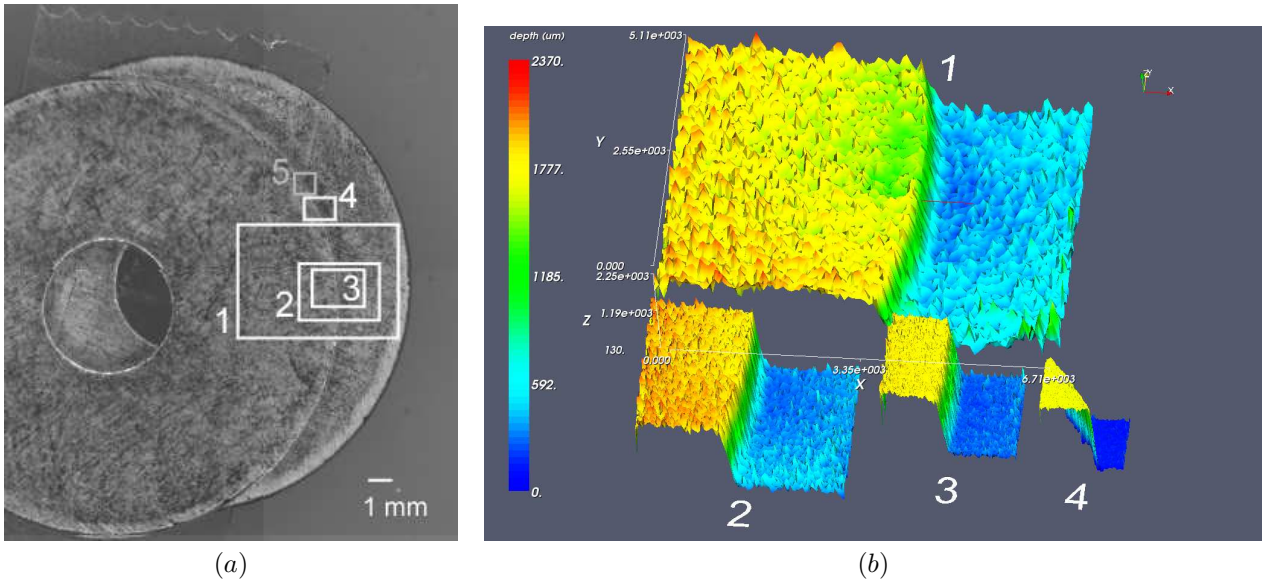 5
4
3
2
1
1 mm
(a)
depth (um)
2370.
1777.
1185.
592.
0.
5.11e+003
Y
2.55e+003
0.000
2.25e+003
Z
1.19e+003
130.
0.000
3.35e+003
X
6.71e+003
1
2
3
4
ZY
X
(b)